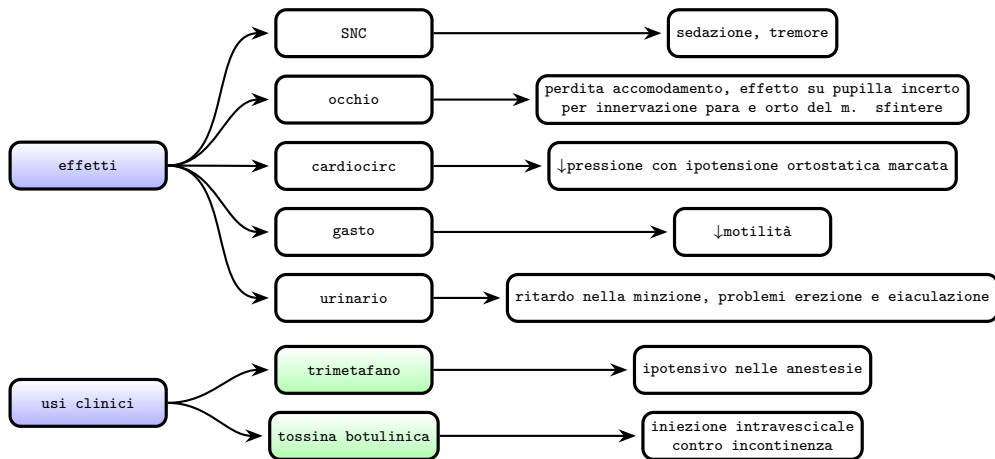 SNC
sedazione, tremore
occhio
perdita accomodamento, effetto su pupilla incerto
per innervazione para e orto del m. sfintere
effetti
cardiocirc
↓pressione con ipotensione ortostatica marcata
gasto
↓motilità
urinario
ritardo nella minzione, problemi erezione e eiaculazione
usi clinici
trimetafano
ipotensivo nelle anestesie
tossina botulinica
iniezione intravescicale
contro incontinenza